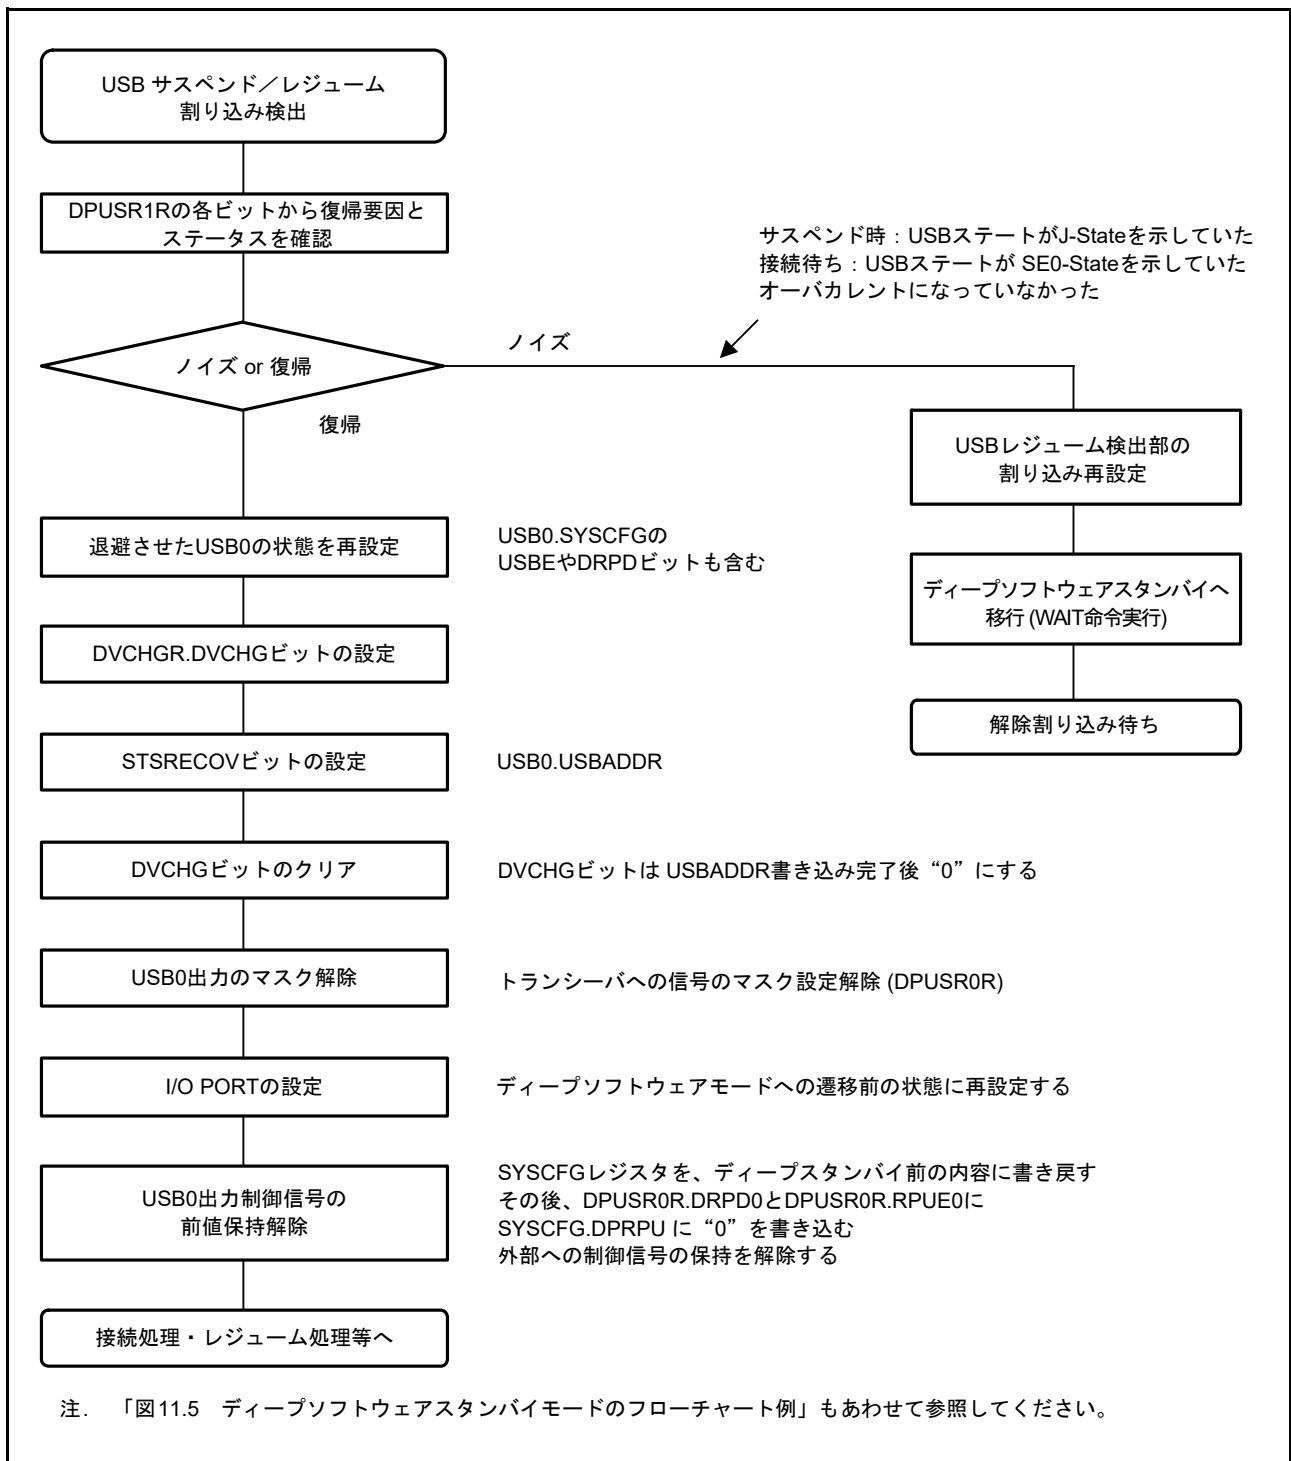 USB サスペンド／レジューム
割り込み検出
DPUSR1Rの各ビットから復帰要因と
ステータスを確認
サスペンド時：USBステートがJ-Stateを示していた
接続待ち：USBステートが SE0-Stateを示していた
オーバカレントになっていなかった
ノイズ or 復帰
ノイズ
復帰
USBレジューム検出部の
割り込み再設定
ディープソフトウェアスタンバイへ
移行 (WAIT命令実行)
解除割り込み待ち
退避させたUSB0の状態を再設定
USB0.SYSCFGの
USBEやDRPDビットも含む
DVCHGR.DVCHGビットの設定
STSRECOVビットの設定
USB0.USBADDR
DVCHGビットのクリア
DVCHGビットは USBADDR書き込み完了後“0”にする
USB0出力のマスク解除
トランシーバへの信号のマスク設定解除 (DPUSR0R)
I/O PORTの設定
ディープソフトウェアモードへの遷移前の状態に再設定する
USB0出力制御信号の
前値保持解除
SYSCFGレジスタを、ディープスタンバイ前の内容に書き戻す
その後、DPUSR0R.DRPD0とDPUSR0R.RPUE0に
SYSCFG.DPRPU に“0”を書き込む
外部への制御信号の保持を解除する
接続処理・レジューム処理等へ
注. 「図11.5 ディープソフトウェアスタンバイモードのフローチャート例」もあわせて参照してください。